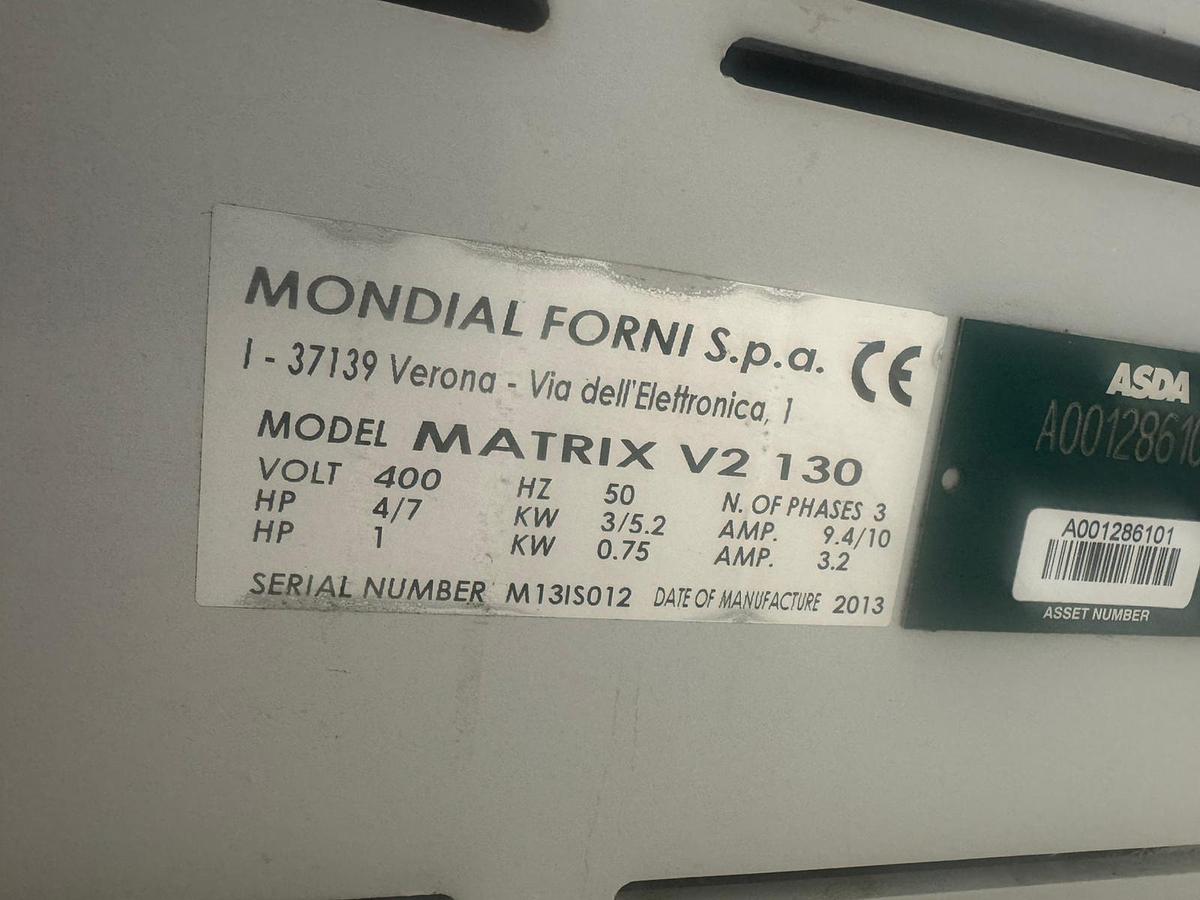 MONDIAL FORNI S.p.a. CE
I - 37139 Verona - Via dell'Elettronica, 1
MODEL MATRIX V2 130
VOLT 400 HZ 50 N. OF PHASES 3
HP 4/7 KW 3/5.2 AMP. 9.4/10
HP 1 KW 0.75 AMP. 3.2
SERIAL NUMBER M13IS012 DATE OF MANUFACTURE 2013
ASDA
A00128610
A001286101
ASSET NUMBER